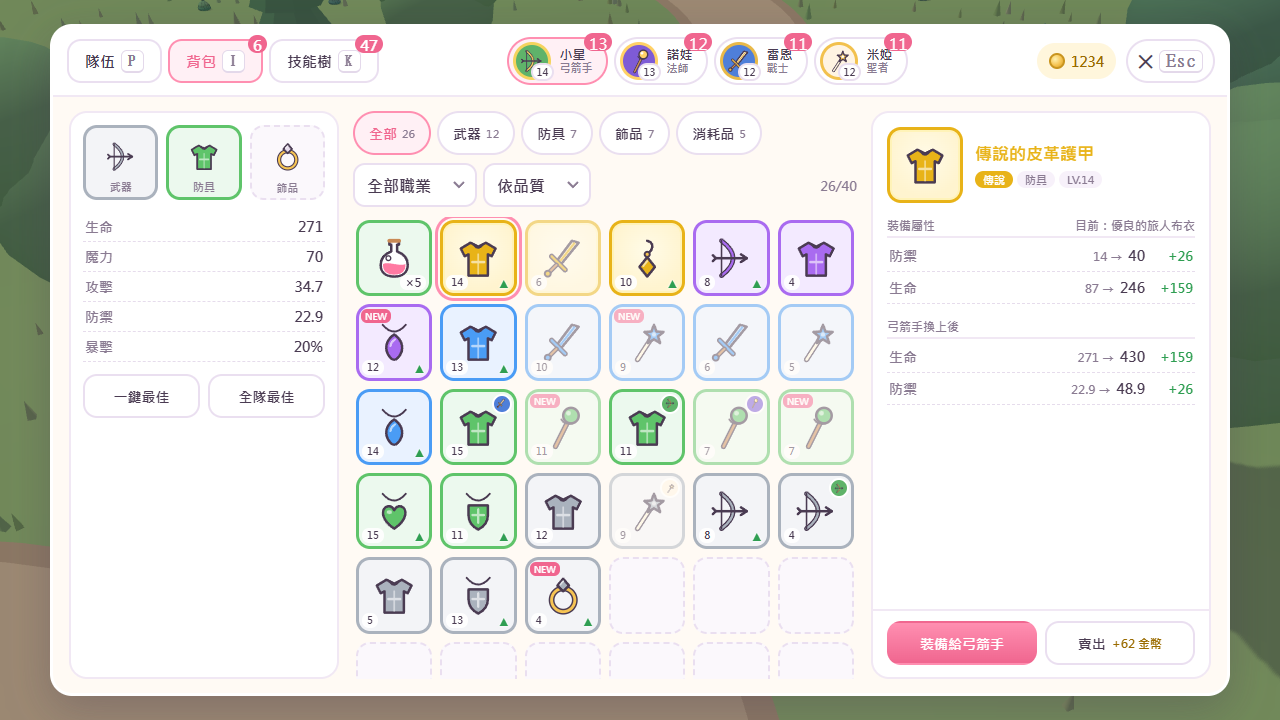 隊伍 P
背包 I 6
技能樹 K 47
小星 13
弓箭手 14
諾娃 12
法師 13
雷恩 11
戰士 12
米婭 11
聖者 12
1234
Esc
武器
防具
飾品
生命 271
魔力 70
攻擊 34.7
防禦 22.9
暴擊 20%
一鍵最佳
全隊最佳
全部 26
武器 12
防具 7
飾品 7
消耗品 5
全部職業
依品質
26/40
×5
14
6
10
8
4
NEW
12
13
10
NEW
9
6
5
14
15
NEW
11
11
7
NEW
7
15
11
12
9
8
4
5
13
NEW
4
傳說的皮革護甲
傳說 防具 LV.14
裝備屬性 目前：優良的旅人布衣
防禦 14 → 40 +26
生命 87 → 246 +159
弓箭手換上後
生命 271 → 430 +159
防禦 22.9 → 48.9 +26
裝備給弓箭手
賣出 +62 金幣